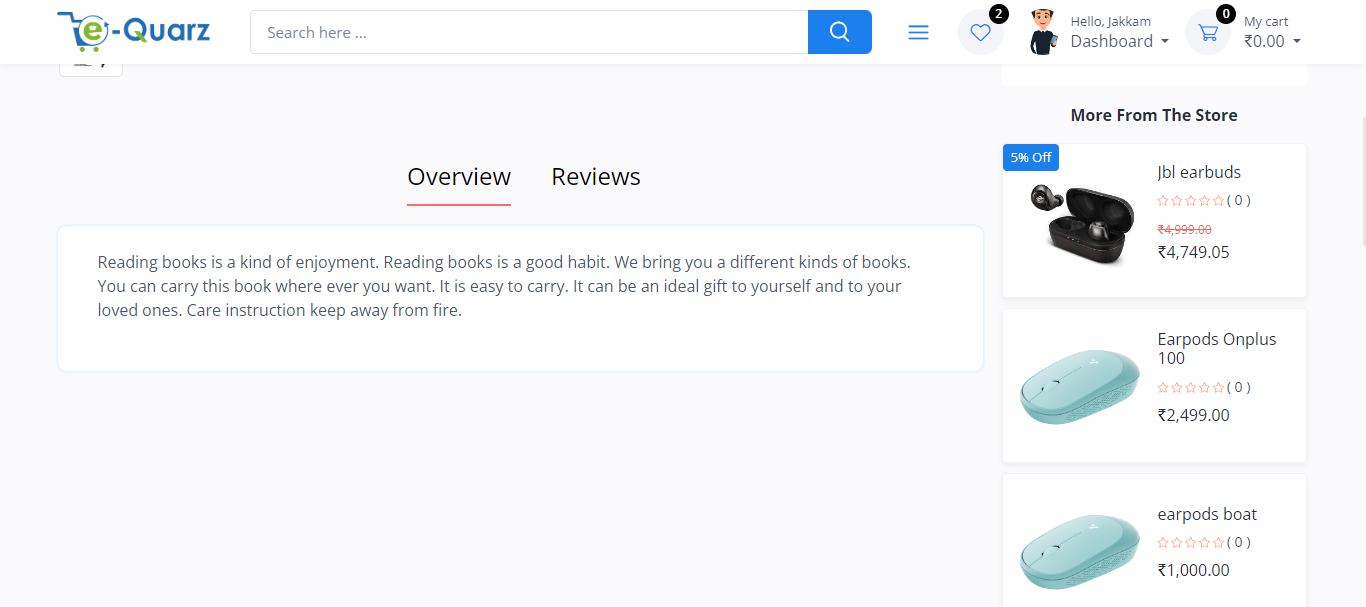 e-Quarz
Search here ...
2
Hello, Jakkam
Dashboard
0
My cart
₹0.00
More From The Store
Overview
Reviews
Reading books is a kind of enjoyment. Reading books is a good habit. We bring you a different kinds of books.
You can carry this book where ever you want. It is easy to carry. It can be an ideal gift to yourself and to your
loved ones. Care instruction keep away from fire.
5% Off
Jbl earbuds
( 0 )
₹4,999.00
₹4,749.05
Earpods Onplus
100
( 0 )
₹2,499.00
earpods boat
( 0 )
₹1,000.00